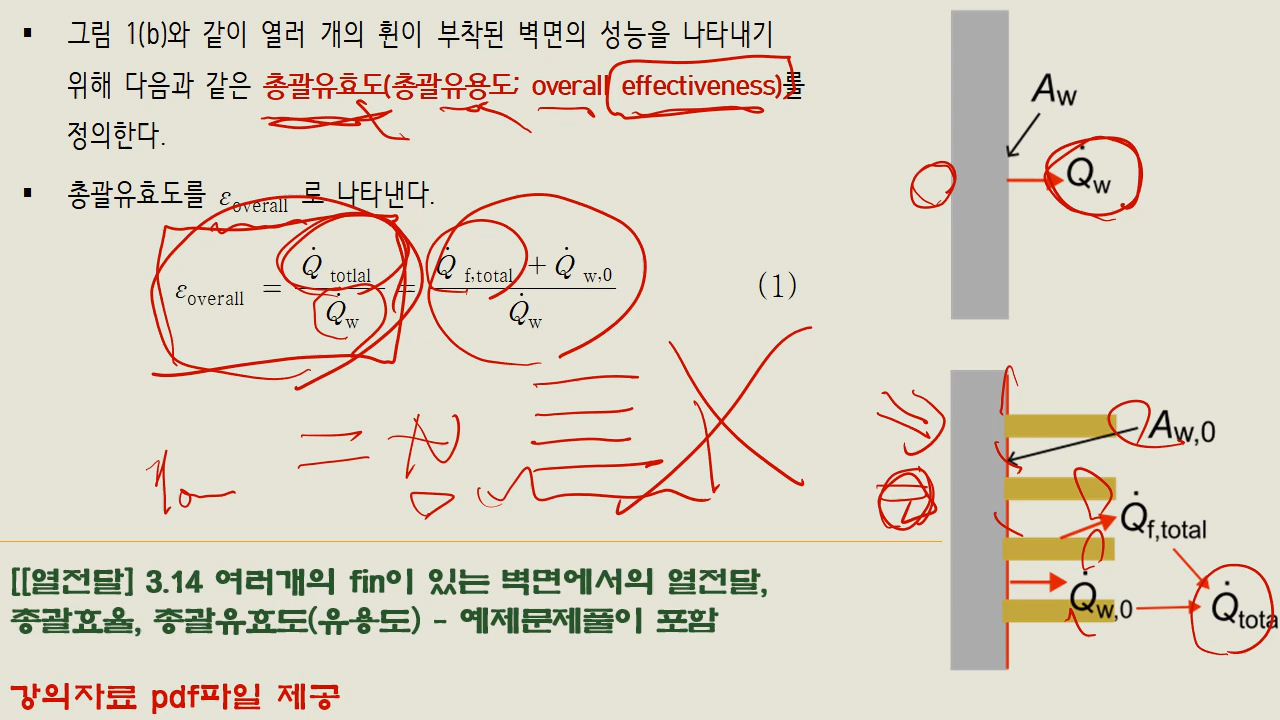 ▪ 그림 1(b)와 같이 열러 개의 휜이 부착된 벽면의 성능을 나타내기
위해 다음과 같은 총괄유효도(총괄유용도; overall effectiveness)를
정의한다.
▪ 총괄유효도를 ε_overall 로 나타낸다.
ε_overall = Q̇_totlal / Q̇_w = (Q̇_f,total + Q̇_w,0) / Q̇_w (1)
A_w
Q̇_w
A_w,0
Q̇_f,total
Q̇_w,0
Q̇_tota
[[열전달] 3.14 여러개의 fin이 있는 벽면에서의 열전달,
총괄효율, 총괄유효도(유용도) - 예제문제풀이 포함
강의자료 pdf파일 제공